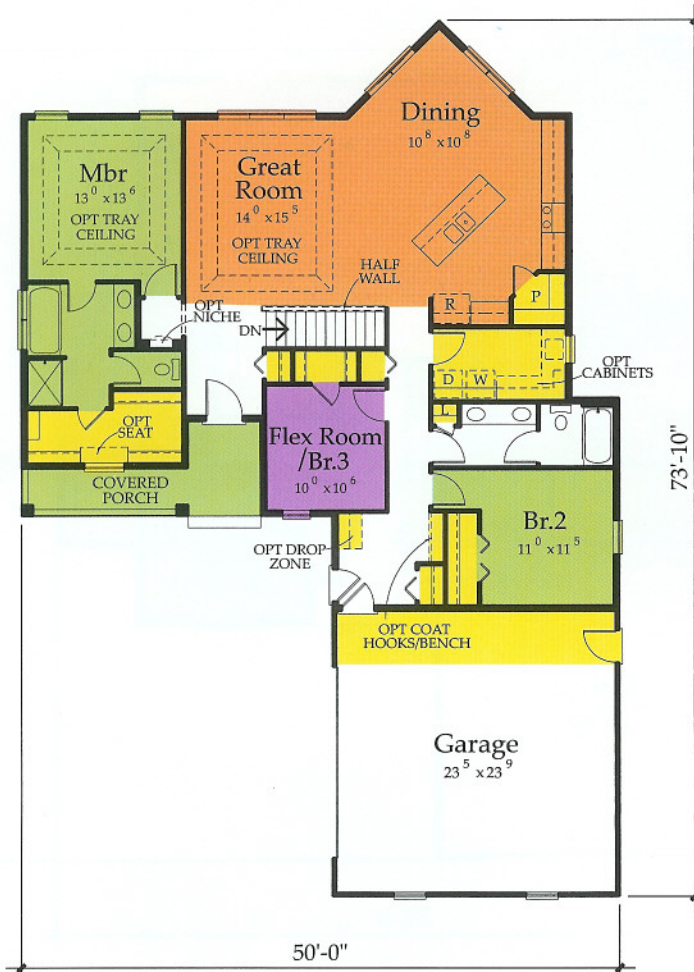 Dining
10⁸ x 10⁸
Mbr
13⁰ x 13⁶
OPT TRAY
CEILING
Great
Room
14⁰ x 15⁵
OPT TRAY
CEILING
HALF
WALL
OPT
NICHE
DN
R
P
D
W
OPT
CABINETS
L
OPT
SEAT
Flex Room
/Br.3
10⁰ x 10⁶
COVERED
PORCH
Br.2
11⁰ x 11⁵
OPT DROP
ZONE
OPT COAT
HOOKS/BENCH
Garage
23⁵ x 23⁹
73'-10"
50'-0"